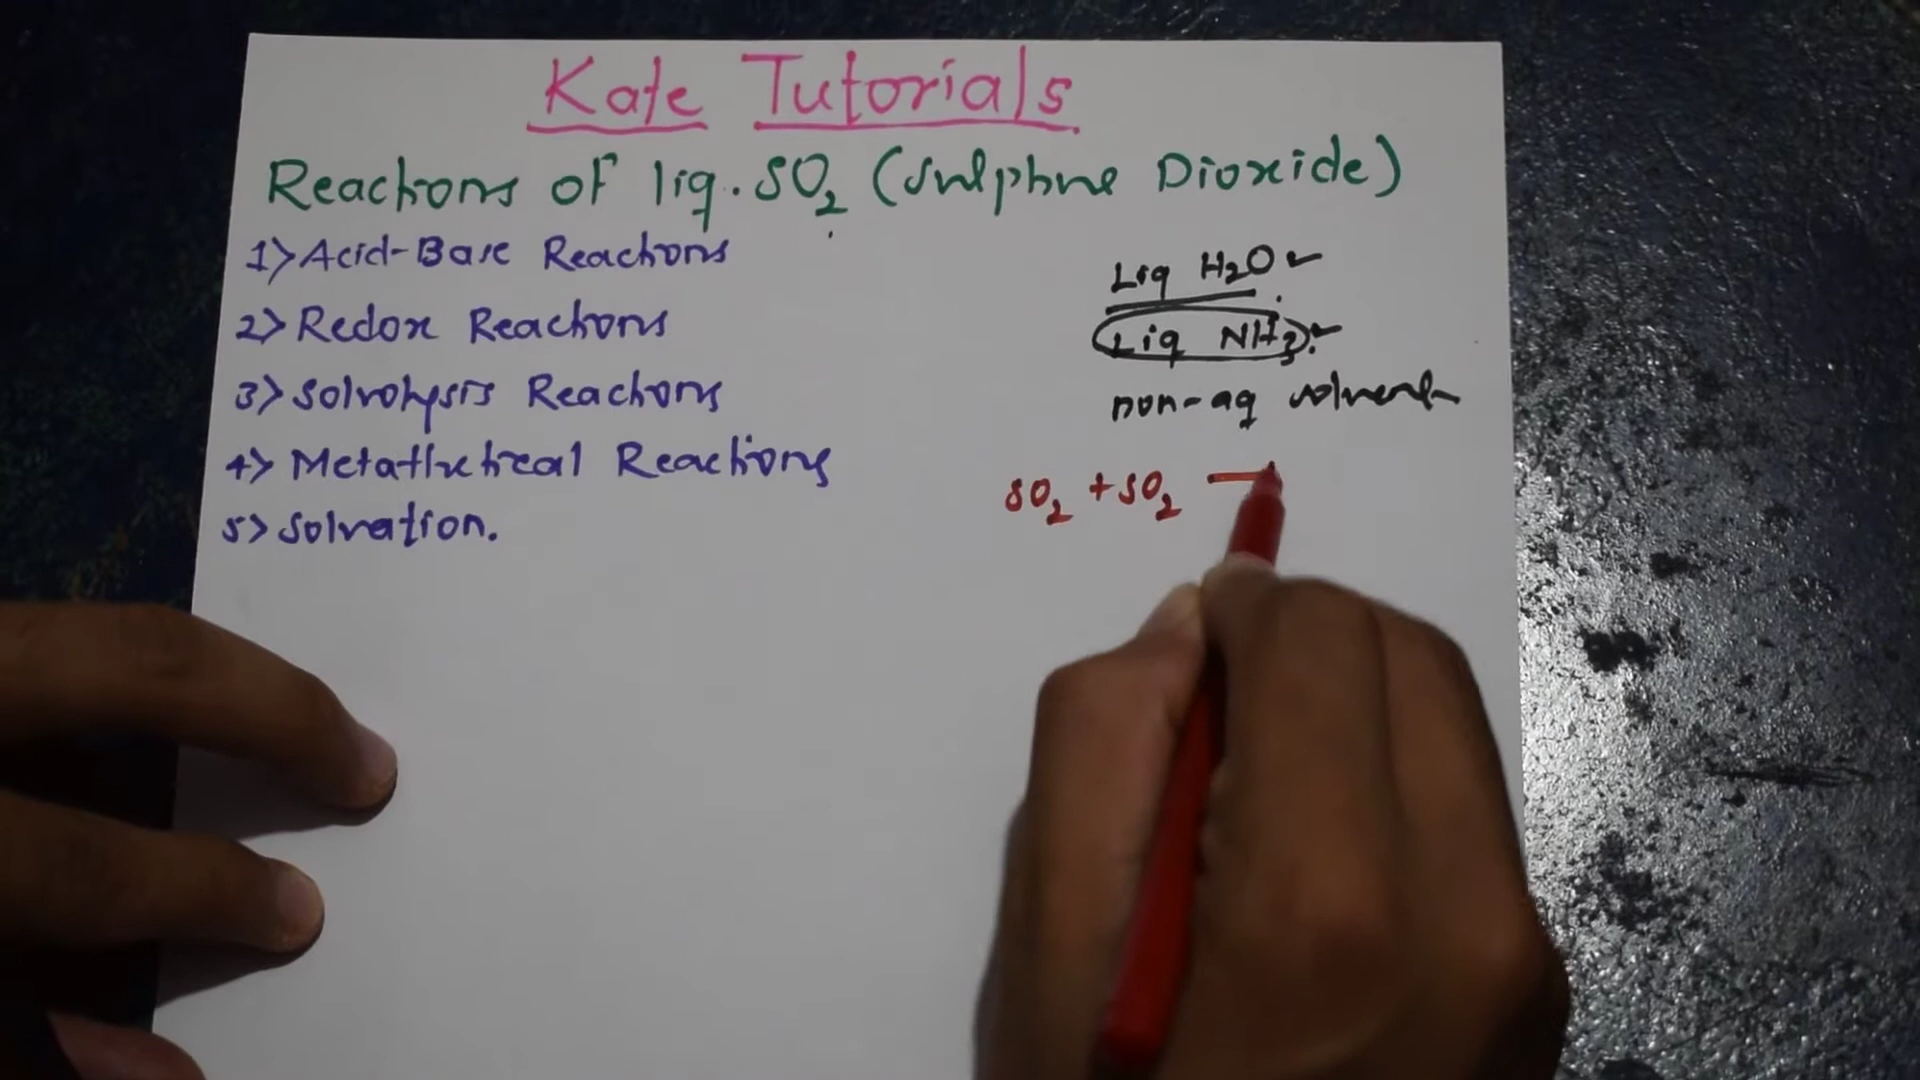 Kate Tutorials
Reactions of liq. SO₂ (Sulphur Dioxide)
1> Acid-Base Reactions
2> Redox Reactions
3> Solvolysis Reactions
4> Metathetical Reactions
5> Solvation.
Liq H₂O ✓
Liq NH₃ ✓
non-aq solvent
SO₂ + SO₂ —